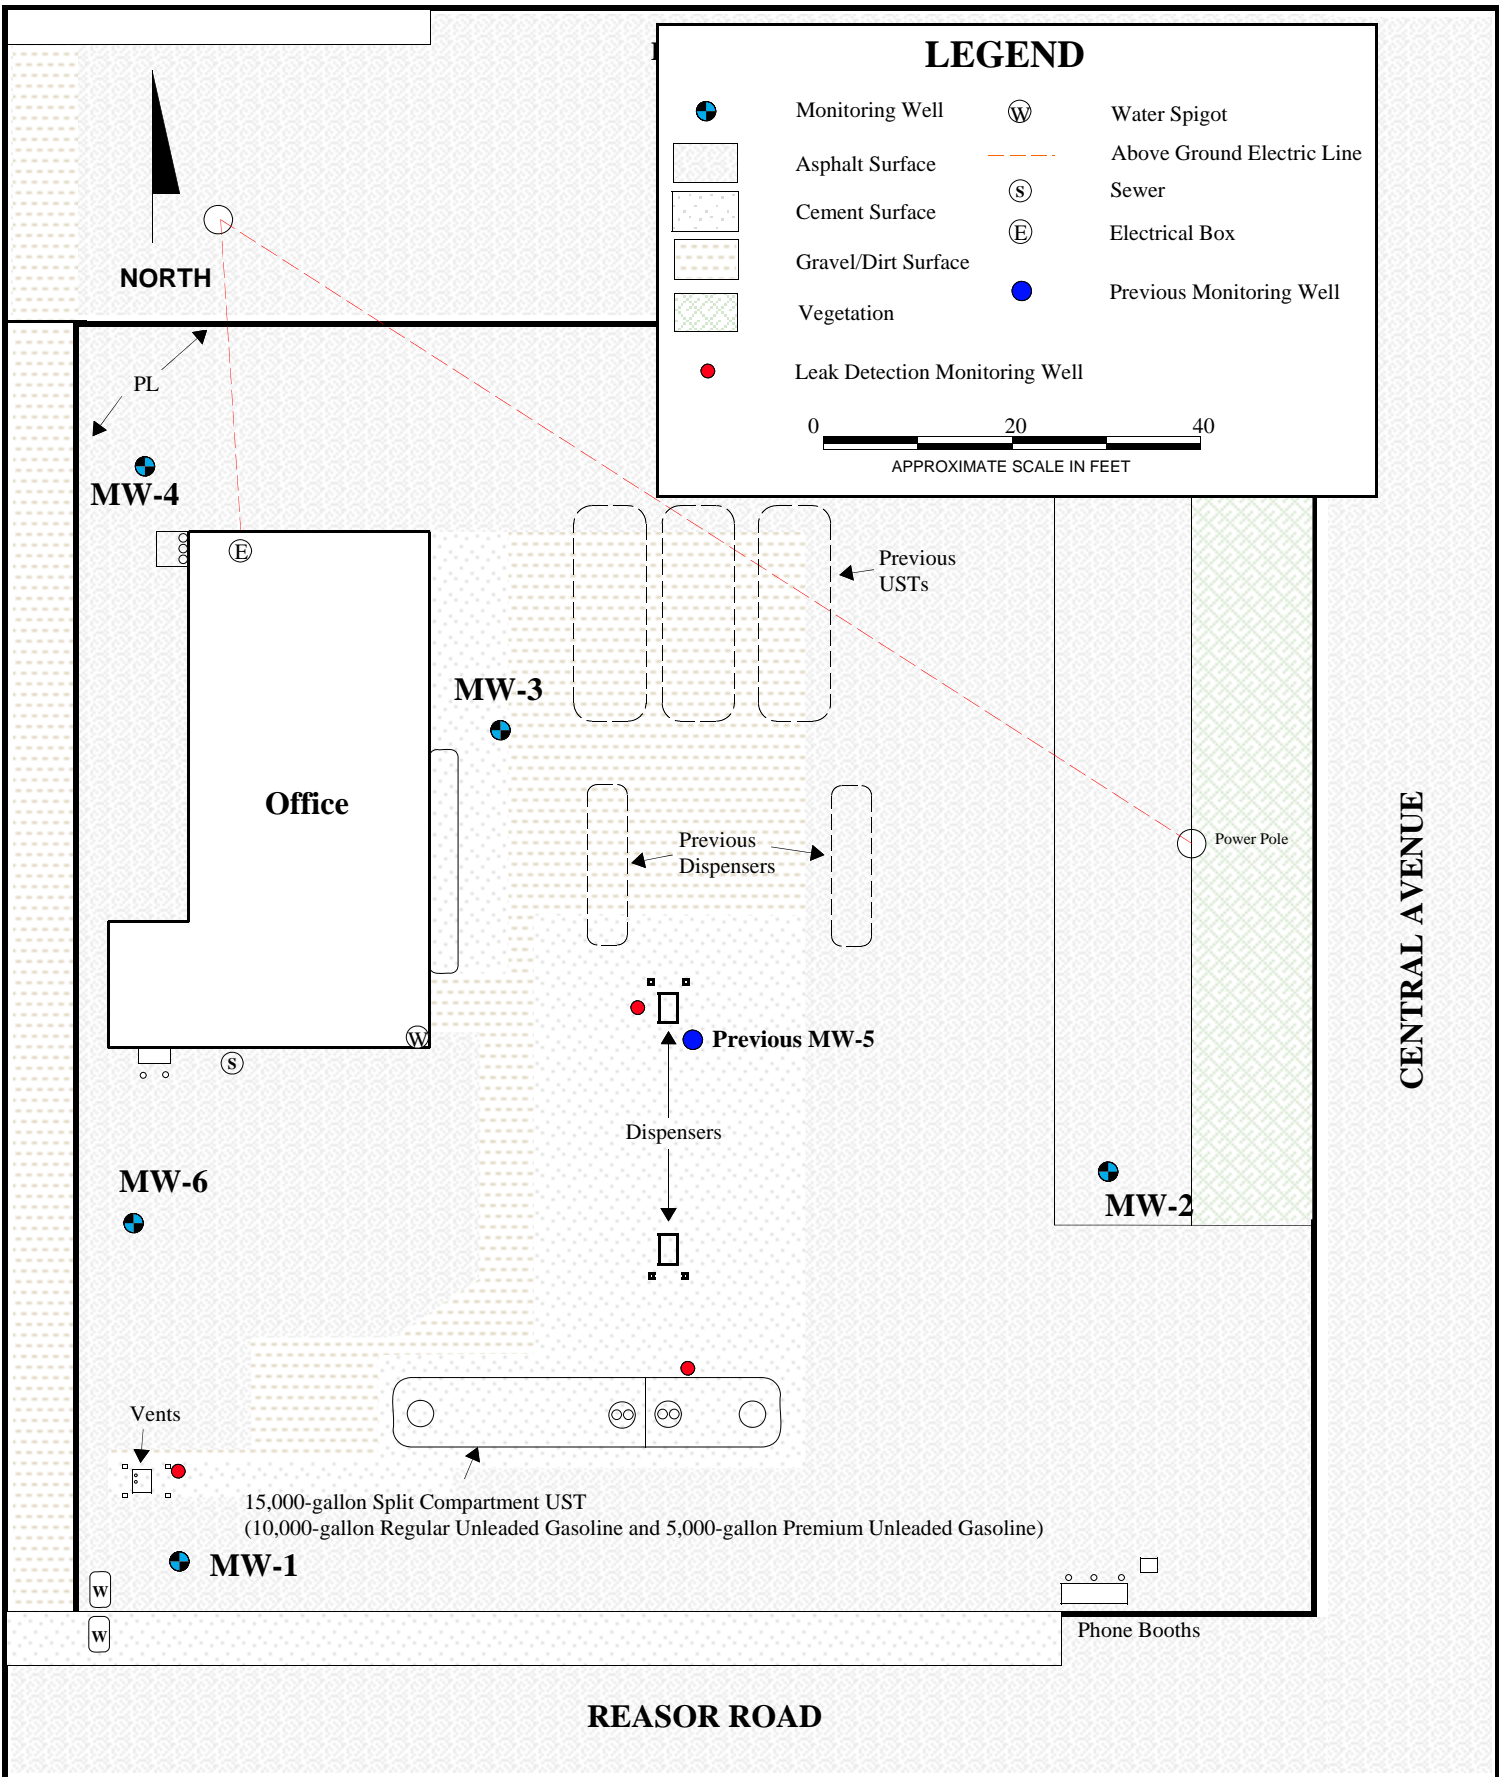 LEGEND
Monitoring Well
Asphalt Surface
Cement Surface
Gravel/Dirt Surface
Vegetation
Leak Detection Monitoring Well
W
Water Spigot
Above Ground Electric Line
S
Sewer
E
Electrical Box
Previous Monitoring Well
0 20 40
APPROXIMATE SCALE IN FEET
NORTH
PL
MW-4
E
Previous
USTs
MW-3
Office
Previous
Dispensers
Power Pole
CENTRAL AVENUE
W
S
Previous MW-5
Dispensers
MW-6
MW-2
Vents
15,000-gallon Split Compartment UST
(10,000-gallon Regular Unleaded Gasoline and 5,000-gallon Premium Unleaded Gasoline)
MW-1
W
W
Phone Booths
REASOR ROAD